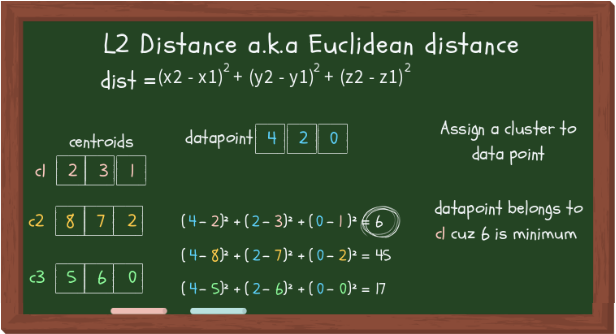 L2 Distance a.k.a Euclidean distance
dist = (x2 - x1)² + (y2 - y1)² + (z2 - z1)²
centroids
datapoint 4 2 0
Assign a cluster to
data point
c1 2 3 1
c2 8 7 2
c3 5 6 0
(4 - 2)² + (2 - 3)² + (0 - 1)² = 6
(4 - 8)² + (2 - 7)² + (0 - 2)² = 45
(4 - 5)² + (2 - 6)² + (0 - 0)² = 17
datapoint belongs to
c1 cuz 6 is minimum